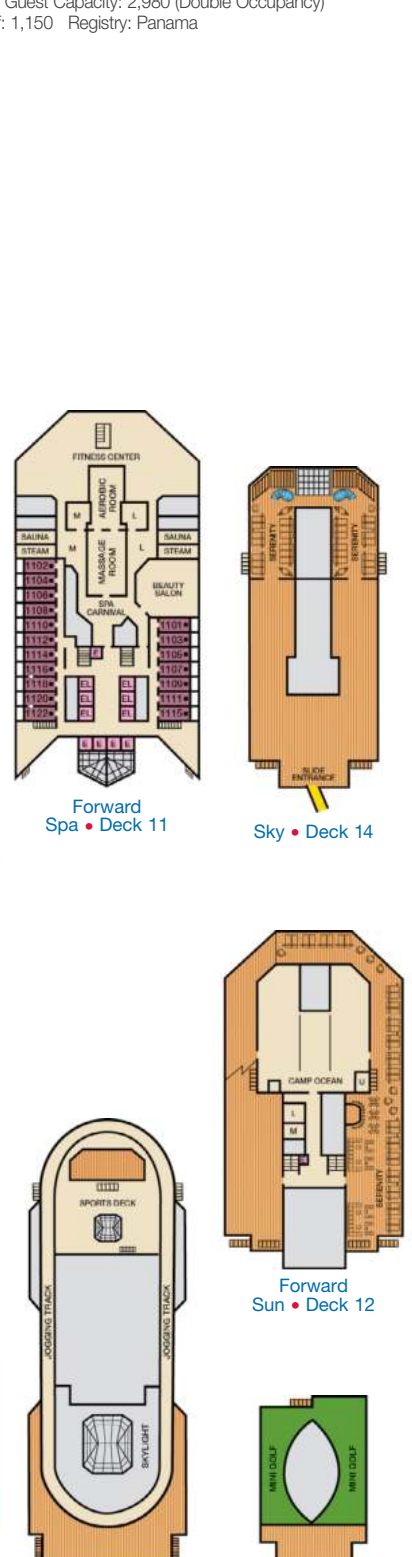 Guest Capacity: 2,980 (Double Occupancy)
: 1,150 Registry: Panama
FITNESS CENTER
AEROBIC ROOM
M
L
SAUNA
SAUNA
STEAM
M
MASSAGE ROOM
L
STEAM
1102
1104
1106
1108
1110
1112
1114
1116
1118
1120
1122
BEAUTY
SALON
SPA
CARNIVAL
1101
1103
1105
1107
1109
1111
1115
E
EL
EL
EL
EL
EL
EL
E E E E
Forward
Spa • Deck 11
SERENITY
SERENITY
SLIDE
ENTRANCE
Sky • Deck 14
CAMP OCEAN
U
L
M
SERENITY
Forward
Sun • Deck 12
SPORTS DECK
JOGGING TRACK
JOGGING TRACK
SKYLIGHT
MINI GOLF
MINI GOLF